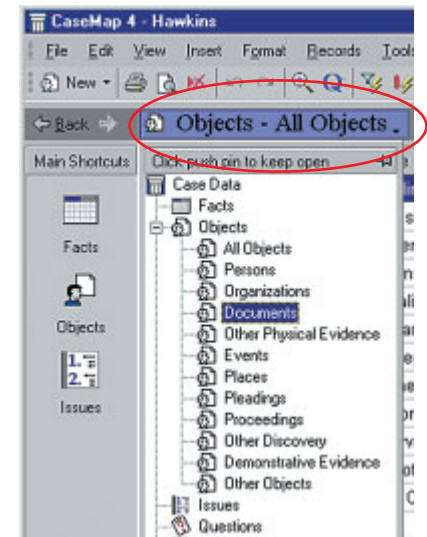 CaseMap 4 - Hawkins
File Edit View Insert Format Records Tools
New
Back Objects - All Objects
Main Shortcuts Click push pin to keep open
Case Data
Facts
Objects
All Objects
Persons
Organizations
Documents
Other Physical Evidence
Events
Places
Pleadings
Proceedings
Other Discovery
Demonstrative Evidence
Other Objects
Issues
Questions
Facts
Objects
1.
2.
Issues